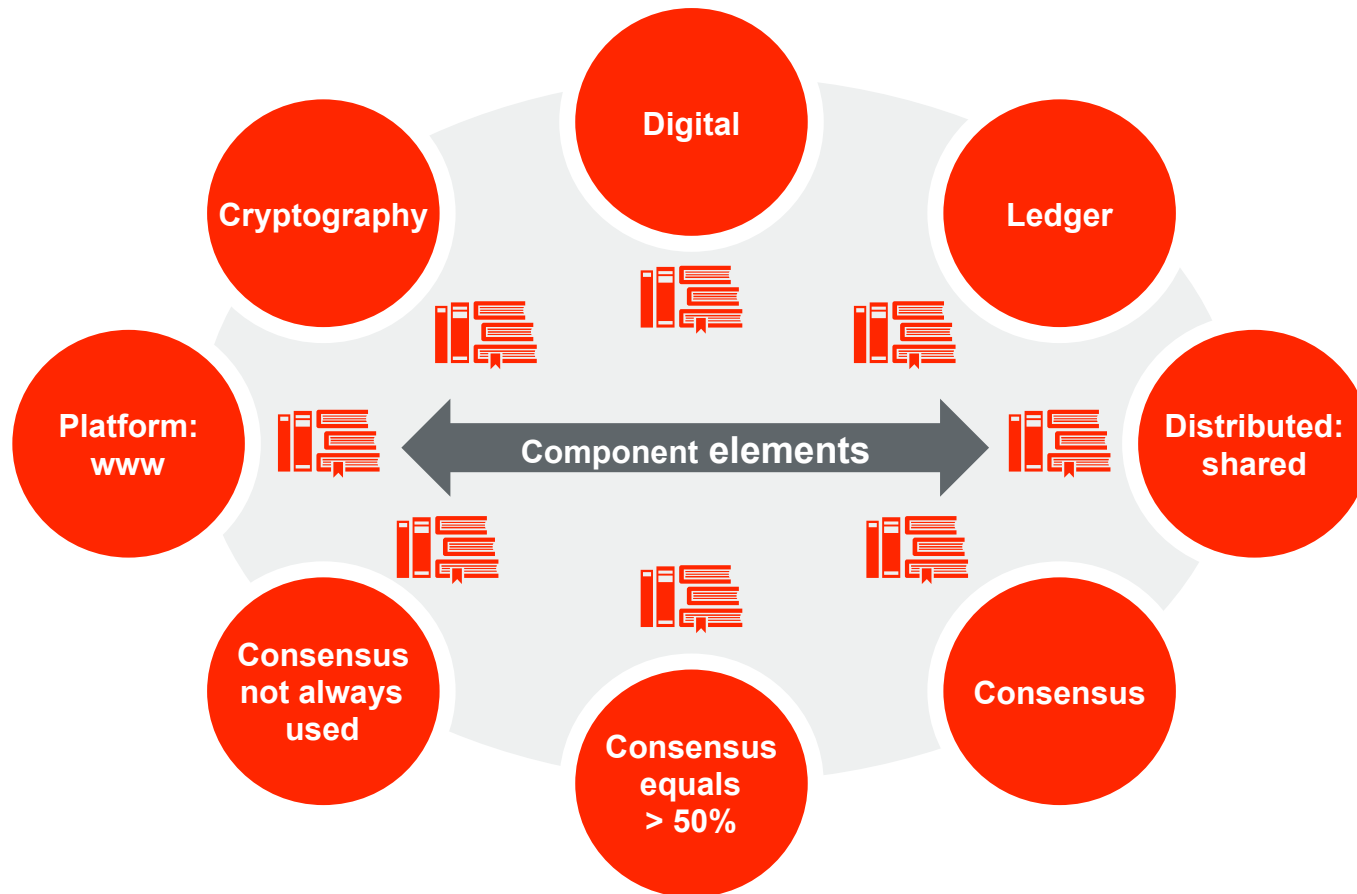 Digital
Cryptography
Ledger
Platform:
www
Component elements
Distributed:
shared
Consensus
not always
used
Consensus
Consensus
equals
> 50%